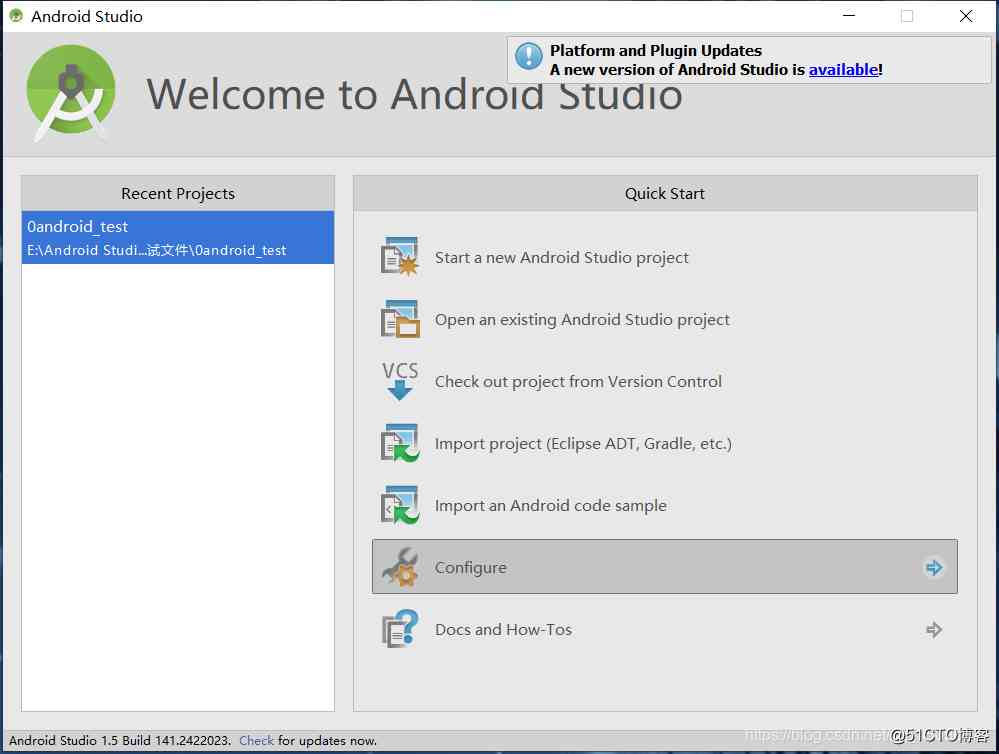 Android Studio
Platform and Plugin Updates
A new version of Android Studio is available!
Welcome to Android Studio
Recent Projects
0android_test
E:\Android Studi...试文件\0android_test
Quick Start
Start a new Android Studio project
Open an existing Android Studio project
VCS
Check out project from Version Control
Import project (Eclipse ADT, Gradle, etc.)
Import an Android code sample
Configure
Docs and How-Tos
Android Studio 1.5 Build 141.2422023. Check for updates now.
https://blog.csdn.net
@51CTO博客